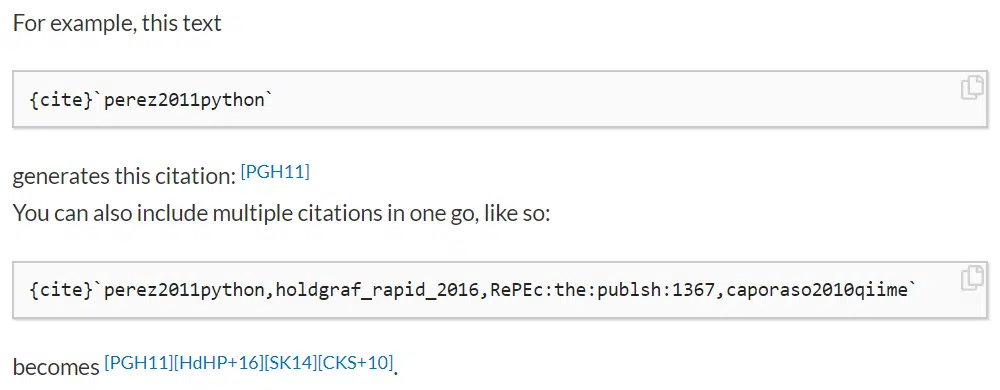 For example, this text
{cite}`perez2011python`
generates this citation: [PGH11]
You can also include multiple citations in one go, like so:
{cite}`perez2011python,holdgraf_rapid_2016,RePEc:the:publsh:1367,caporaso2010qiime`
becomes [PGH11][HdHP+16][SK14][CKS+10].